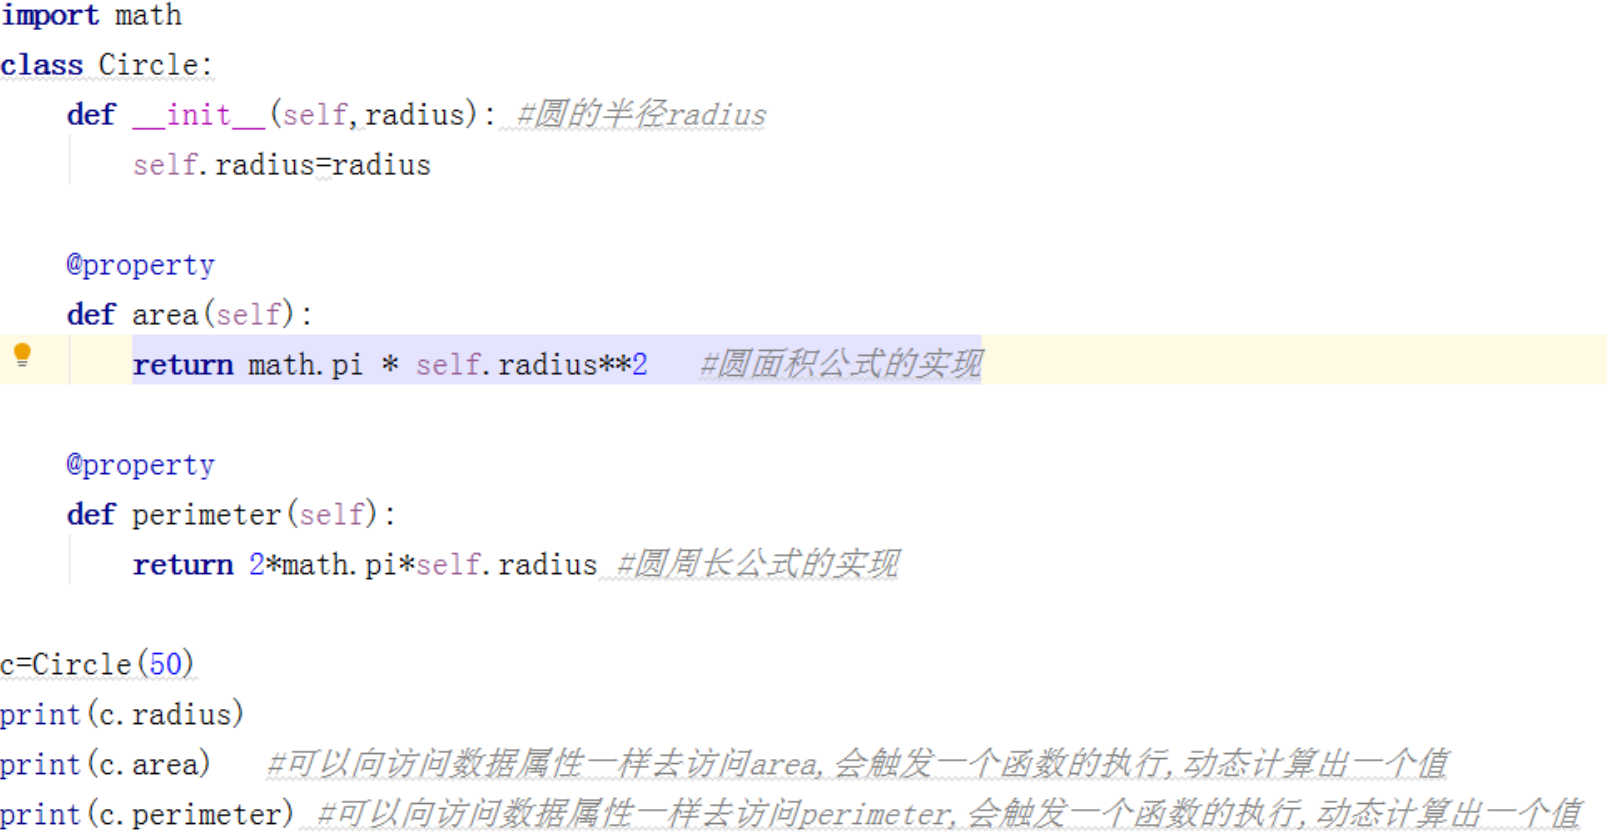 import math
class Circle:
    def __init__(self,radius): #圆的半径radius
        self.radius=radius
    @property
    def area(self):
        return math.pi * self.radius**2   #圆面积公式的实现
    @property
    def perimeter(self):
        return 2*math.pi*self.radius #圆周长公式的实现
c=Circle(50)
print(c.radius)
print(c.area)   #可以向访问数据属性一样去访问area,会触发一个函数的执行,动态计算出一个值
print(c.perimeter) #可以向访问数据属性一样去访问perimeter,会触发一个函数的执行,动态计算出一个值